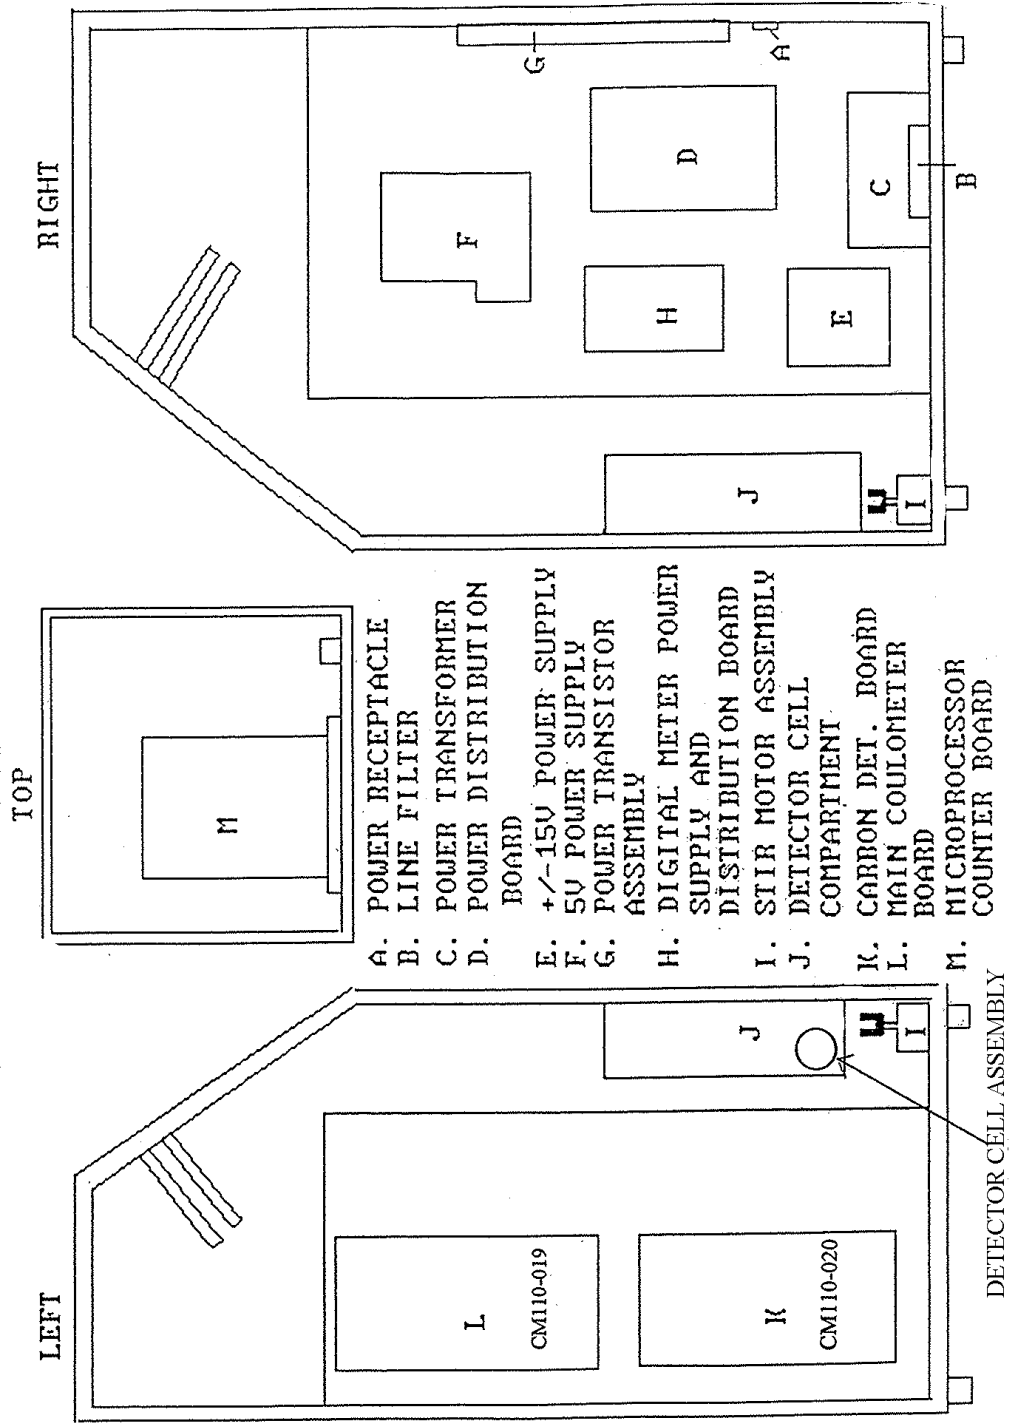 LEFT
L
CM110-019
K
CM110-020
J
I
DETECTOR CELL ASSEMBLY
TOP
M
A. POWER RECEPTACLE
B. LINE FILTER
C. POWER TRANSFORMER
D. POWER DISTRIBUTION
BOARD
E. +/-15V POWER SUPPLY
F. 5V POWER SUPPLY
G. POWER TRANSISTOR
ASSEMBLY
H. DIGITAL METER POWER
SUPPLY AND
DISTRIBUTION BOARD
I. STIR MOTOR ASSEMBLY
J. DETECTOR CELL
COMPARTMENT
K. CARBON DET. BOARD
L. MAIN COULOMETER
BOARD
M. MICROPROCESSOR
COUNTER BOARD
RIGHT
F
G
A
D
H
E
C
B
J
I